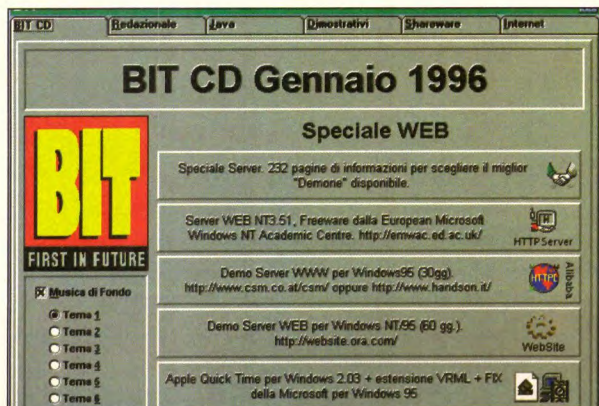 BIT CD Redazionale Java Dimostrativi Shareware Internet
BIT CD Gennaio 1996
BIT
FIRST IN FUTURE
Musica di Fondo
Tema 1
Tema 2
Tema 3
Tema 4
Tema 5
Tema 6
Speciale WEB
Speciale Server. 232 pagine di informazioni per scegliere il miglior
"Demone" disponibile.
Server WEB NT3.51, Freeware dalla European Microsoft
Windows NT Academic Centre. http://emwac.ed.ac.uk/
HTTP Server
Demo Server WWW per Windows95 (30gg).
http://www.csm.co.at/csm/ oppure http://www.handson.it/
HTTPC
Alibaba
Demo Server WEB per Windows NT/95 (60 gg.).
http://website.ora.com/
WebSite
Apple Quick Time per Windows 2.03 + estensione VRML + FIX
della Microsoft per Windows 95